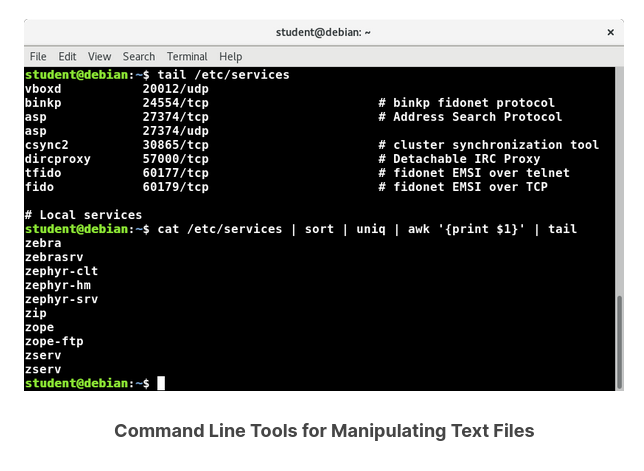 student@debian: ~
×
File Edit View Search Terminal Help
student@debian:~$ tail /etc/services
vboxd 20012/udp
binkp 24554/tcp # binkp fidonet protocol
asp 27374/tcp # Address Search Protocol
asp 27374/udp
csync2 30865/tcp # cluster synchronization tool
dircproxy 57000/tcp # Detachable IRC Proxy
tfido 60177/tcp # fidonet EMSI over telnet
fido 60179/tcp # fidonet EMSI over TCP
# Local services
student@debian:~$ cat /etc/services | sort | uniq | awk '{print $1}' | tail
zebra
zebrasrv
zephyr-clt
zephyr-hm
zephyr-srv
zip
zope
zope-ftp
zserv
zserv
student@debian:~$
Command Line Tools for Manipulating Text Files